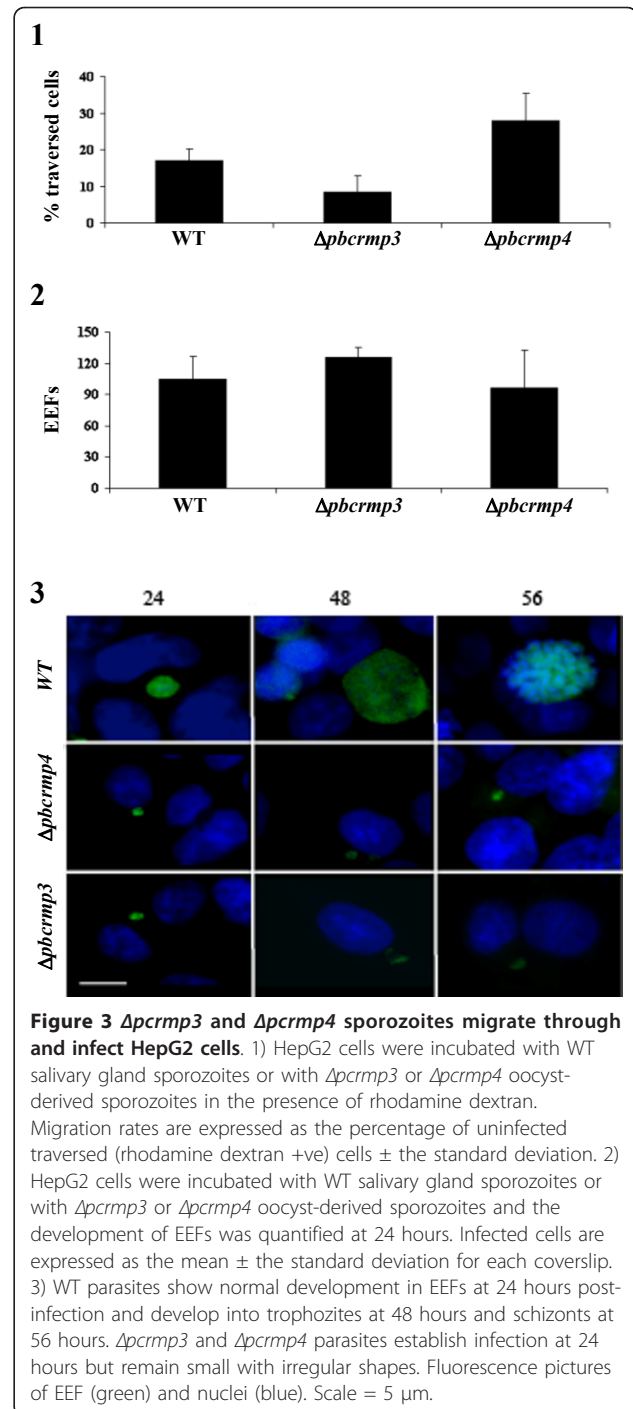 1
40
30
20
10
0
% traversed cells
WT Δpbcrmp3 Δpbcrmp4
2
150
120
90
60
30
0
EEFs
WT Δpbcrmp3 Δpbcrmp4
3
24 48 56
WT
Δpbcrmp4
Δpbcrmp3
Figure 3 Δpcrmp3 and Δpcrmp4 sporozoites migrate through
and infect HepG2 cells. 1) HepG2 cells were incubated with WT
salivary gland sporozoites or with Δpcrmp3 or Δpcrmp4 oocyst-
derived sporozoites in the presence of rhodamine dextran.
Migration rates are expressed as the percentage of uninfected
traversed (rhodamine dextran +ve) cells ± the standard deviation. 2)
HepG2 cells were incubated with WT salivary gland sporozoites or
with Δpcrmp3 or Δpcrmp4 oocyst-derived sporozoites and the
development of EEFs was quantified at 24 hours. Infected cells are
expressed as the mean ± the standard deviation for each coverslip.
3) WT parasites show normal development in EEFs at 24 hours post-
infection and develop into trophozites at 48 hours and schizonts at
56 hours. Δpcrmp3 and Δpcrmp4 parasites establish infection at 24
hours but remain small with irregular shapes. Fluorescence pictures
of EEF (green) and nuclei (blue). Scale = 5 μm.